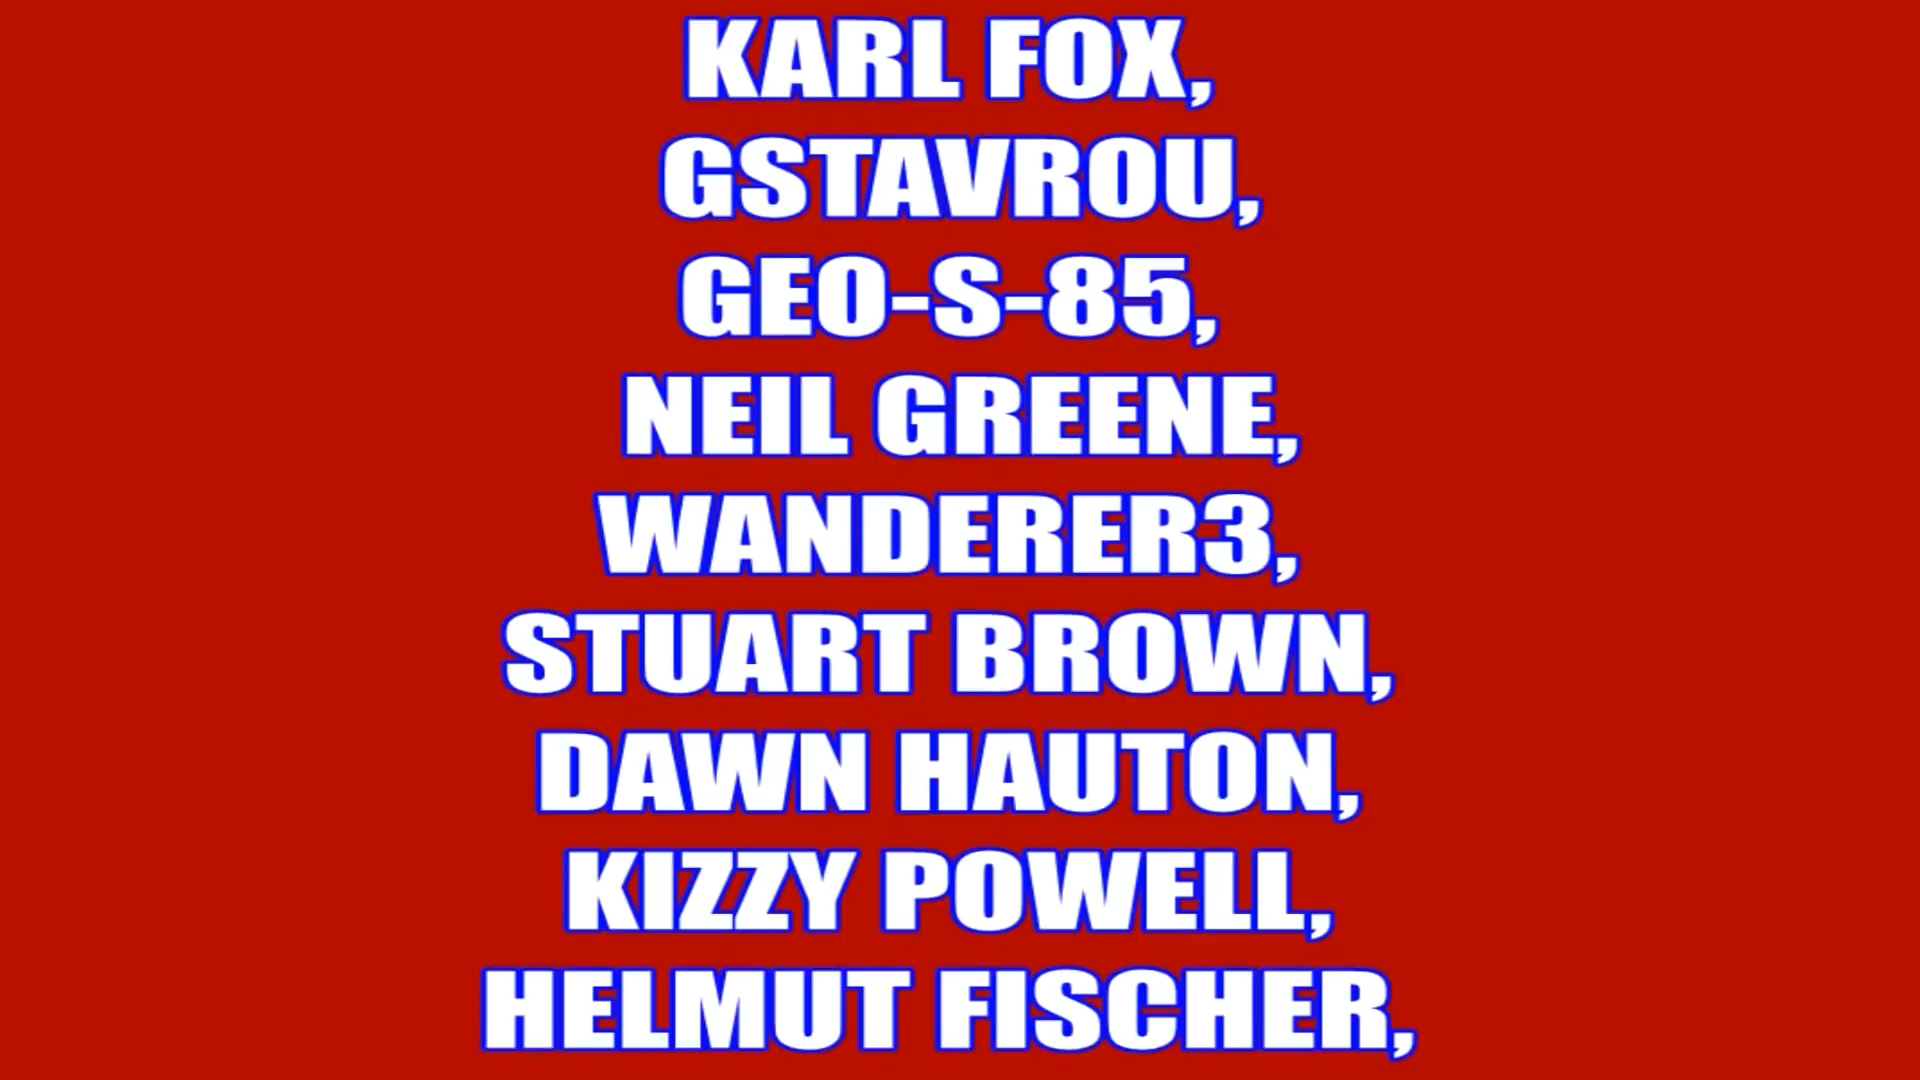 KARL FOX,
GSTAVROU,
GEO-S-85,
NEIL GREENE,
WANDERER3,
STUART BROWN,
DAWN HAUTON,
KIZZY POWELL,
HELMUT FISCHER,